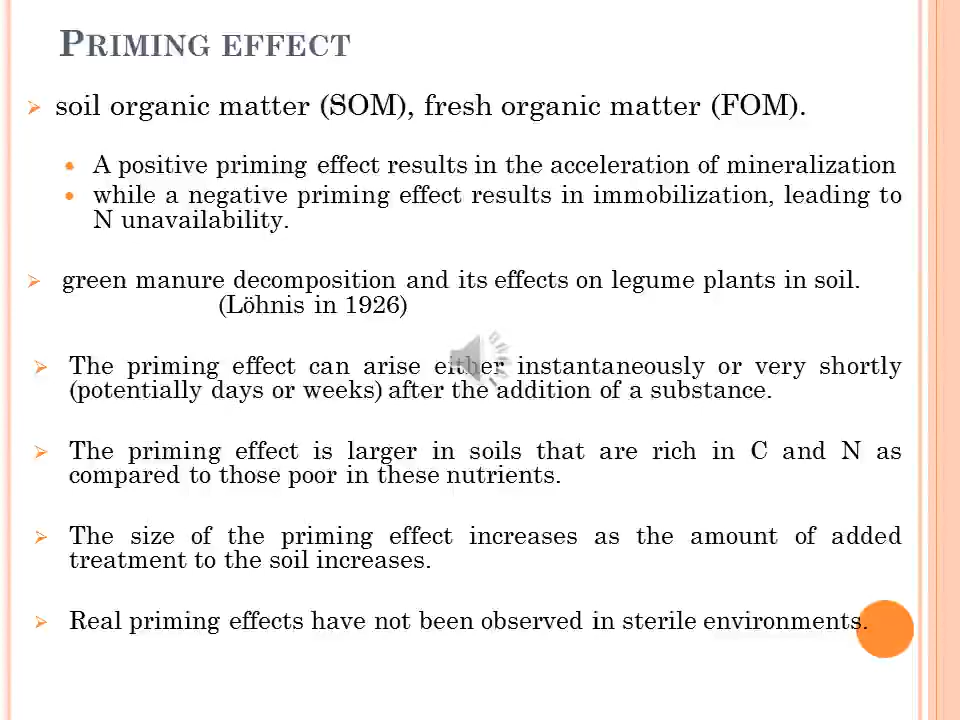 PRIMING EFFECT
soil organic matter (SOM), fresh organic matter (FOM).
A positive priming effect results in the acceleration of mineralization
while a negative priming effect results in immobilization, leading to
N unavailability.
green manure decomposition and its effects on legume plants in soil.
(Löhnis in 1926)
The priming effect can arise either instantaneously or very shortly
(potentially days or weeks) after the addition of a substance.
The priming effect is larger in soils that are rich in C and N as
compared to those poor in these nutrients.
The size of the priming effect increases as the amount of added
treatment to the soil increases.
Real priming effects have not been observed in sterile environments.